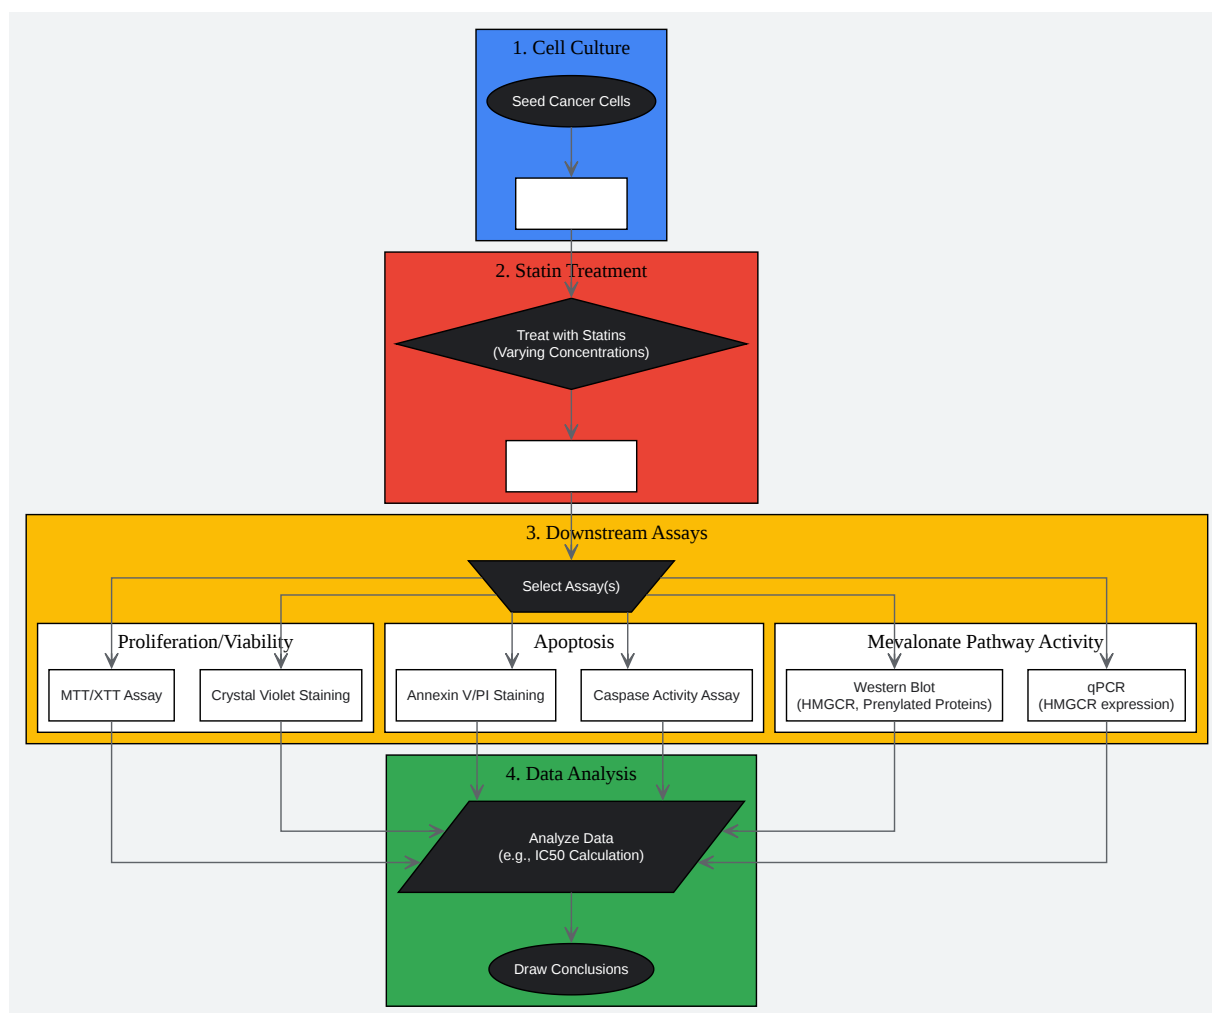 1. Cell Culture
Seed Cancer Cells
2. Statin Treatment
Treat with Statins
(Varying Concentrations)
3. Downstream Assays
Select Assay(s)
Proliferation/Viability
MTT/XTT Assay
Crystal Violet Staining
Apoptosis
Annexin V/PI Staining
Caspase Activity Assay
Mevalonate Pathway Activity
Western Blot
(HMGCR, Prenylated Proteins)
qPCR
(HMGCR expression)
4. Data Analysis
Analyze Data
(e.g., IC50 Calculation)
Draw Conclusions